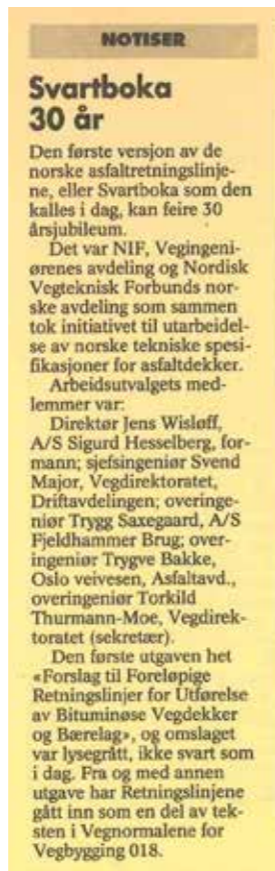 NOTISER
Svartboka
30 år
Den første versjon av de
norske asfaltretningslinje-
ne, eller Svartboka som den
kalles i dag, kan feire 30
årsjubileum.
Det var NIF, Vegingeni-
ørenes avdeling og Nordisk
Vegteknisk Forbunds nor-
ske avdeling som sammen
tok initiativet til utarbeidel-
se av norske tekniske spesi-
fikasjoner for asfaltdekker.
Arbeidsutvalgets med-
lemmer var:
Direktør Jens Wisløff,
A/S Sigurd Hesselberg, for-
mann; sjefsingeniør Svend
Major, Vegdirektoratet,
Driftavdelingen; overinge-
niør Trygg Saxegaard, A/S
Fjeldhammer Brug; over-
ingeniør Trygve Bakke,
Oslo veivesen, Asfaltavd.,
overingeniør Torkild
Thurmann-Moe, Vegdirek-
toratet (sekretær).
Den første utgaven het
«Forslag til Foreløpige
Retningslinjer for Utførelse
av Bituminøse Vegdekker
og Bærelag», og omslaget
var lysegrått, ikke svart som
i dag. Fra og med annen
utgave har Retningslinjene
gått inn som en del av tek-
sten i Vegnormalene for
Vegbygging 018.